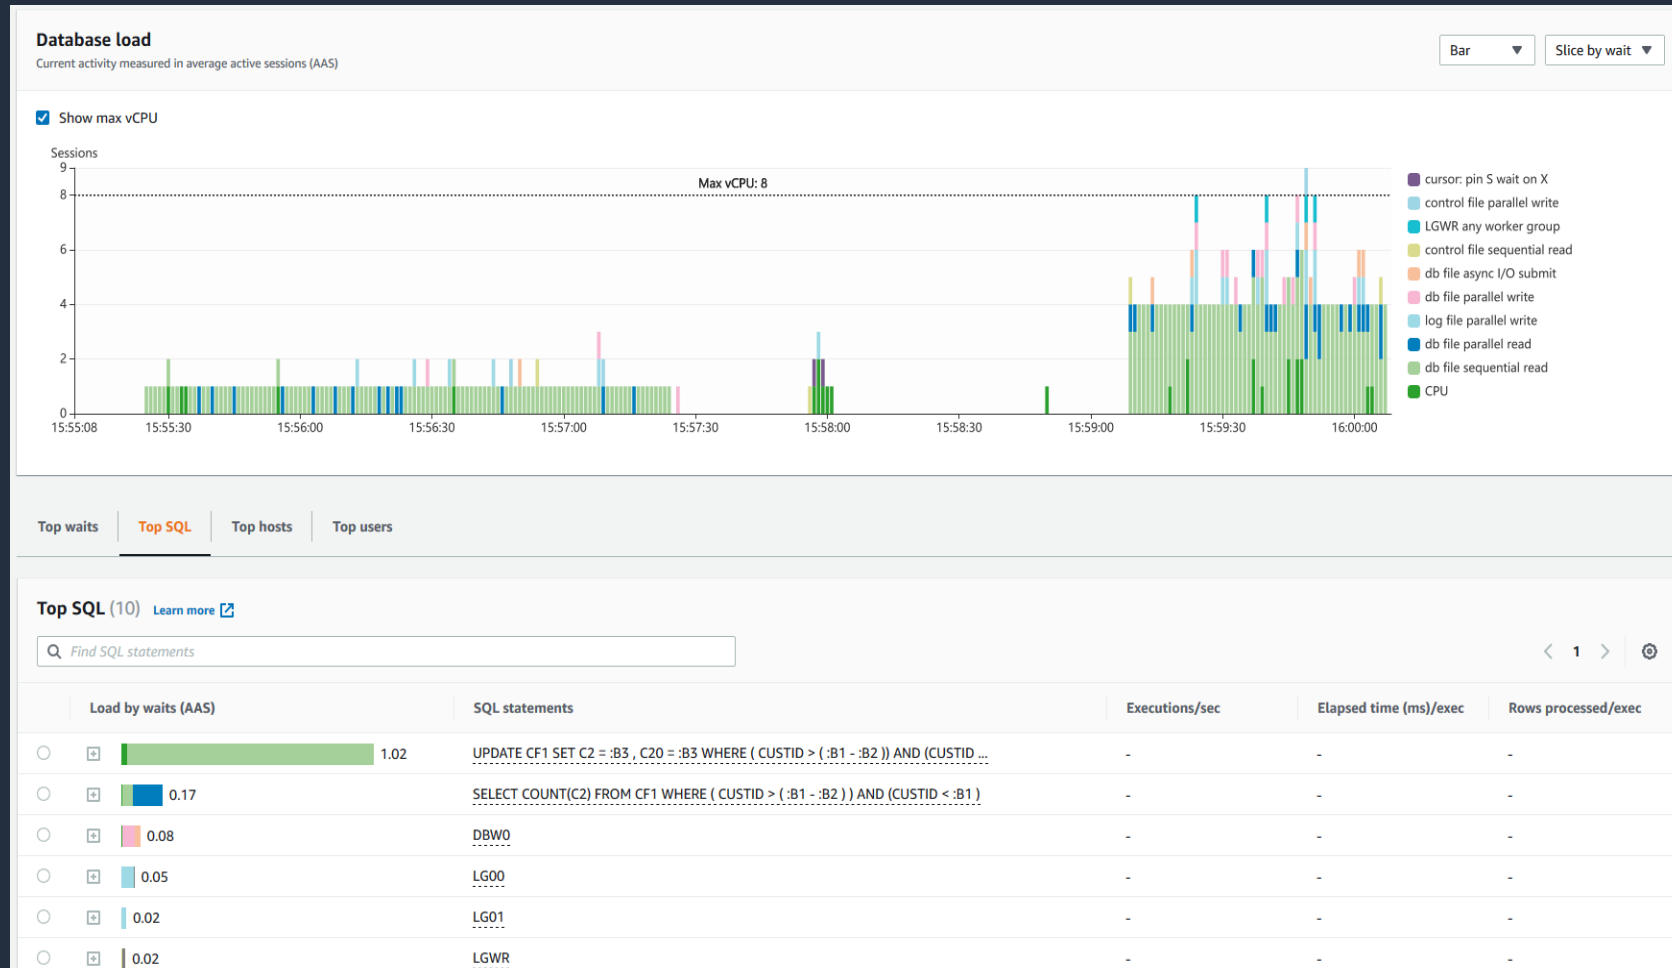 Database load
Current activity measured in average active sessions (AAS)
Bar
Slice by wait
Show max vCPU
Sessions
9
8
6
4
2
0
Max vCPU: 8
15:55:08 15:55:30 15:56:00 15:56:30 15:57:00 15:57:30 15:58:00 15:58:30 15:59:00 15:59:30 16:00:00
cursor: pin S wait on X
control file parallel write
LGWR any worker group
control file sequential read
db file async I/O submit
db file parallel write
log file parallel write
db file parallel read
db file sequential read
CPU
Top waits Top SQL Top hosts Top users
Top SQL (10) Learn more
Find SQL statements
1
Load by waits (AAS) SQL statements Executions/sec Elapsed time (ms)/exec Rows processed/exec
1.02 UPDATE CF1 SET C2 = :B3 , C20 = :B3 WHERE ( CUSTID > ( :B1 - :B2 )) AND (CUSTID ... - - -
0.17 SELECT COUNT(C2) FROM CF1 WHERE ( CUSTID > ( :B1 - :B2 ) ) AND (CUSTID < :B1 ) - - -
0.08 DBW0 - - -
0.05 LG00 - - -
0.02 LG01 - - -
0.02 LGWR - - -